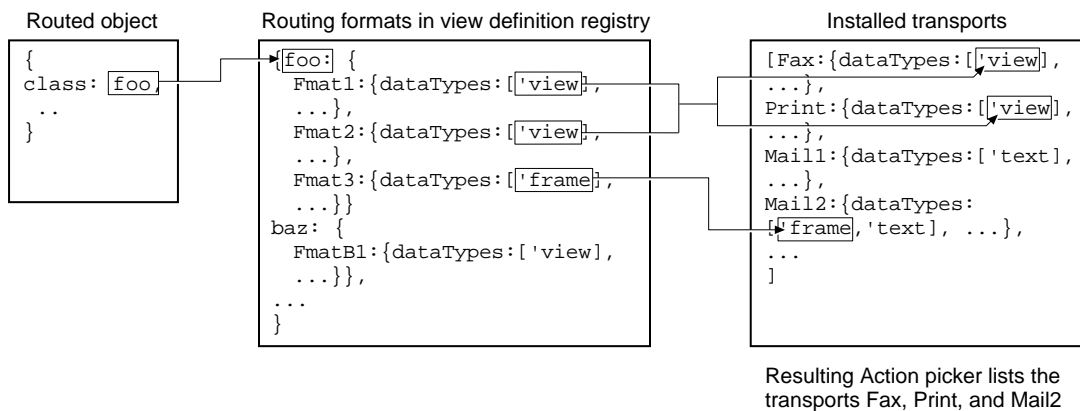 Routed object
{
class: foo,
..
}
Routing formats in view definition registry
{foo: {
Fmat1:{dataTypes:['view],
...},
Fmat2:{dataTypes:['view],
...},
Fmat3:{dataTypes:['frame],
...}}
baz: {
FmatB1:{dataTypes:['view],
...}},
...
}
Installed transports
[Fax:{dataTypes:['view],
...},
Print:{dataTypes:['view],
...},
Mail1:{dataTypes:['text],
...},
Mail2:{dataTypes:
['frame,'text], ...},
...
]
Resulting Action picker lists the
transports Fax, Print, and Mail2